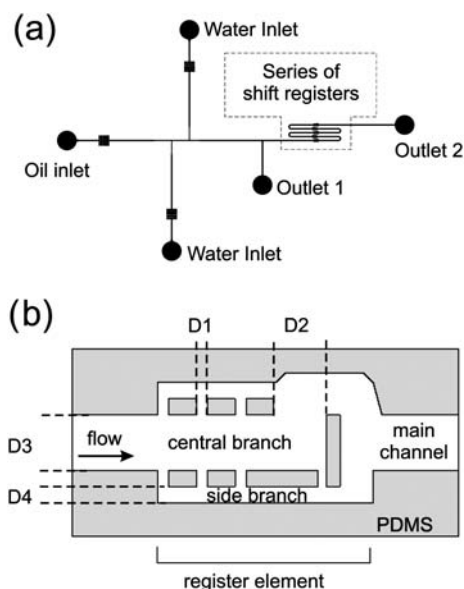 (a)
Water Inlet
Series of
shift registers
Oil inlet
Outlet 1
Outlet 2
Water Inlet
(b)
D1
D2
D3
flow
central branch
main
channel
D4
side branch
PDMS
register element